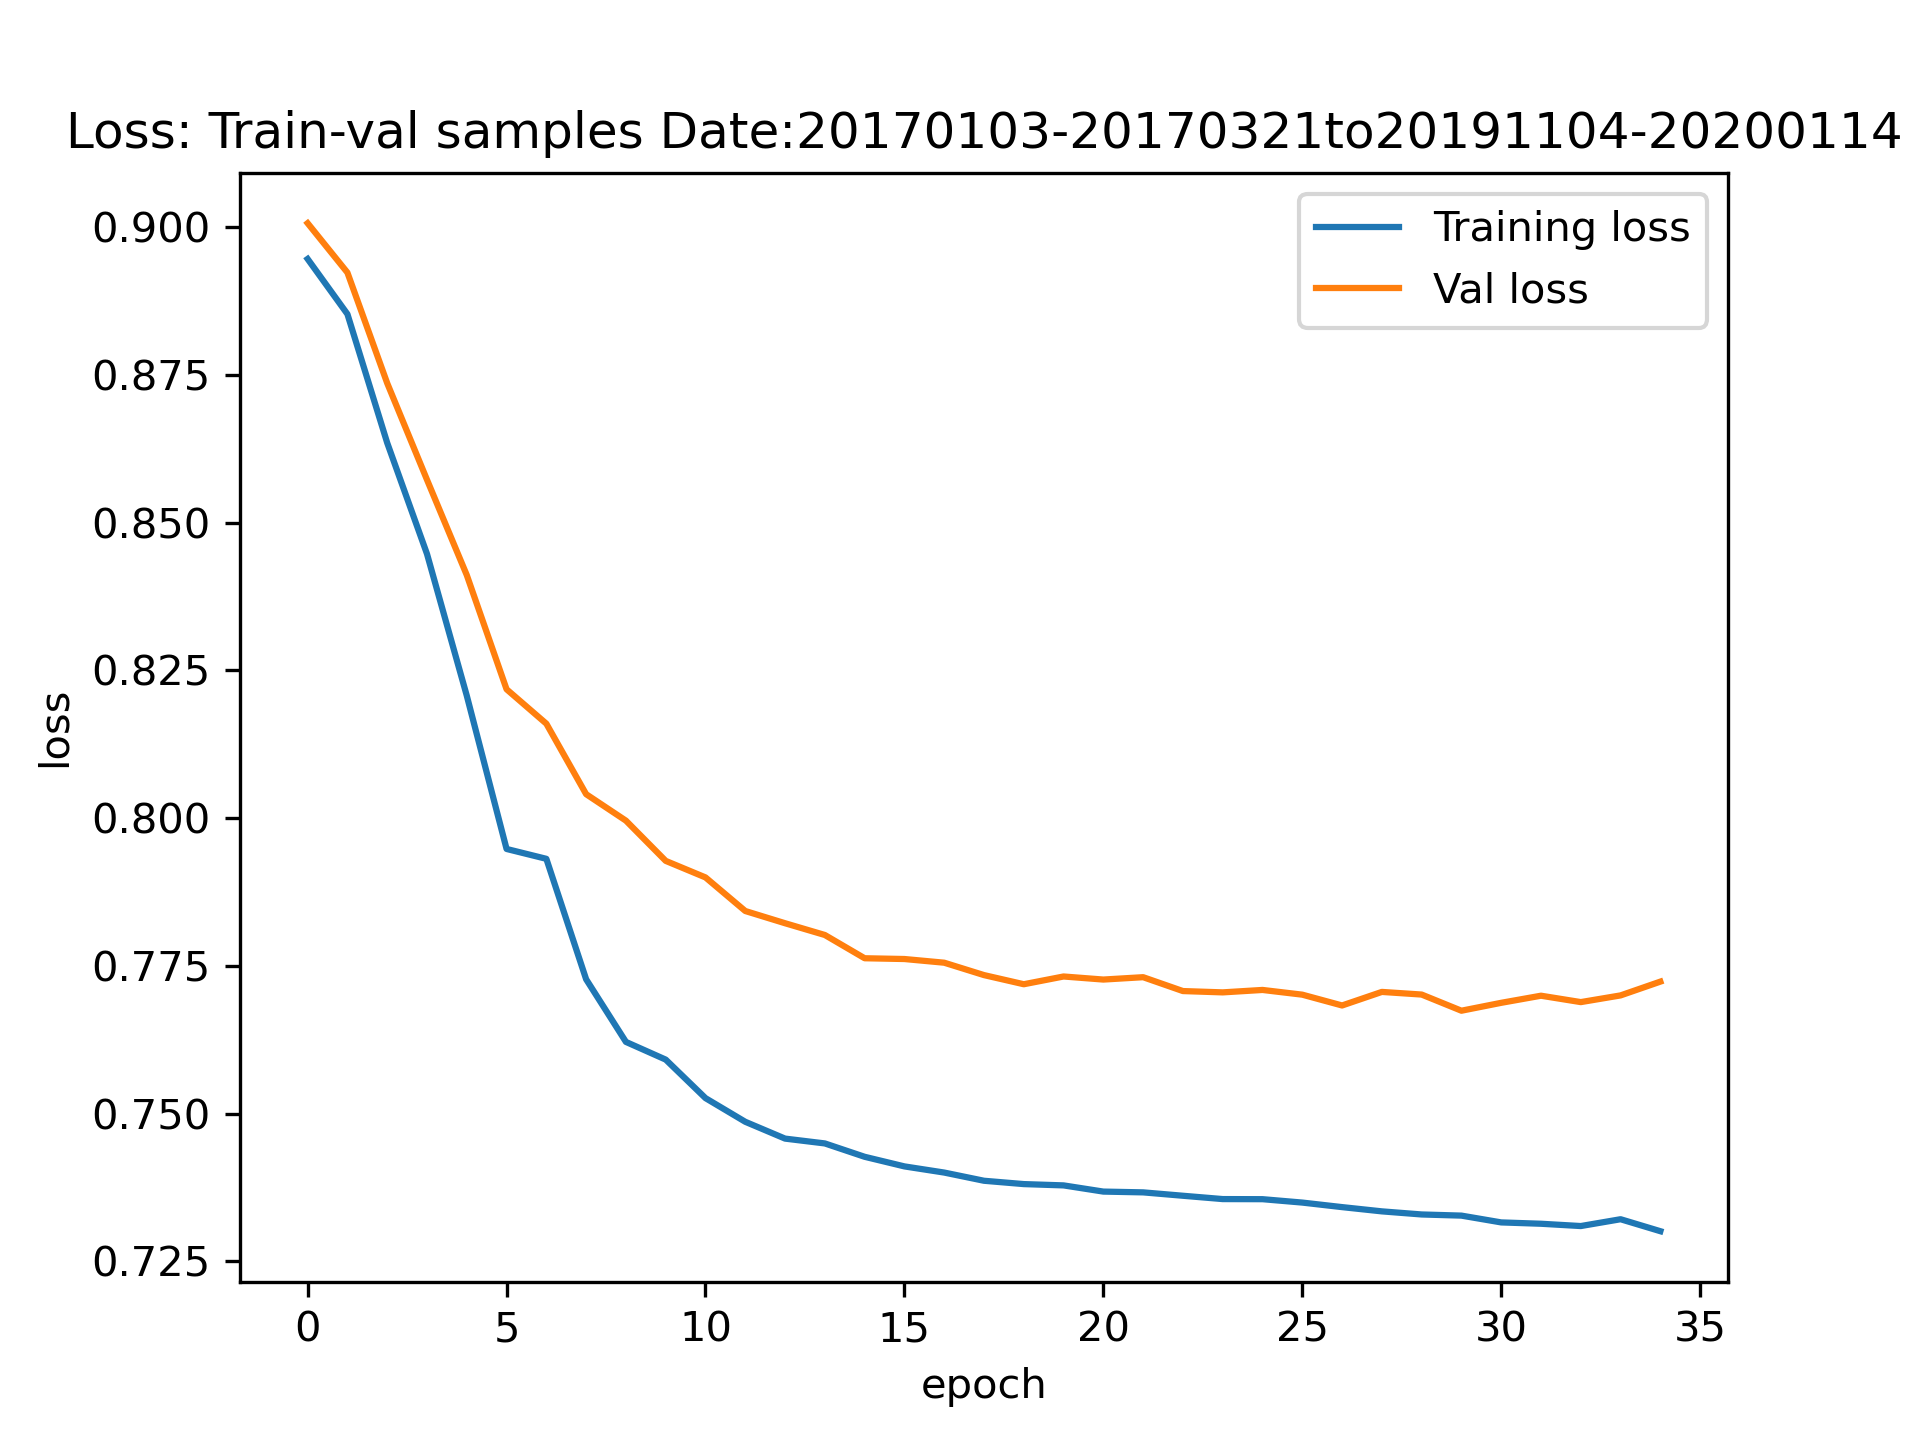 Loss: Train-val samples Date:20170103-20170321to20191104-20200114
Training loss
Val loss
0.900
0.875
0.850
0.825
0.800
0.775
0.750
0.725
loss
0 5 10 15 20 25 30 35
epoch